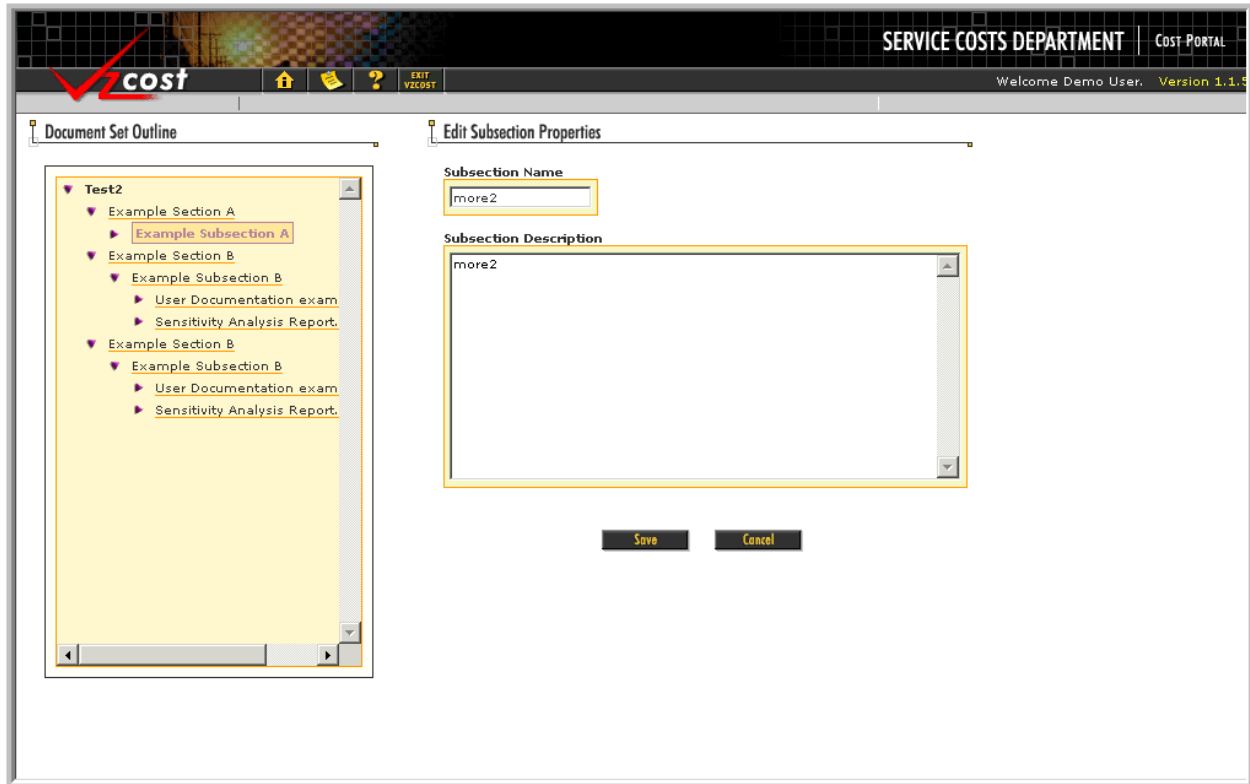 SERVICE COSTS DEPARTMENT
COST PORTAL
Vzcost
?
EXIT
VZCOST
Welcome Demo User. Version 1.1.5
Document Set Outline
Test2
Example Section A
Example Subsection A
Example Section B
Example Subsection B
User Documentation exam
Sensitivity Analysis Report.
Example Section B
Example Subsection B
User Documentation exam
Sensitivity Analysis Report.
Edit Subsection Properties
Subsection Name
more2
Subsection Description
more2
Save
Cancel